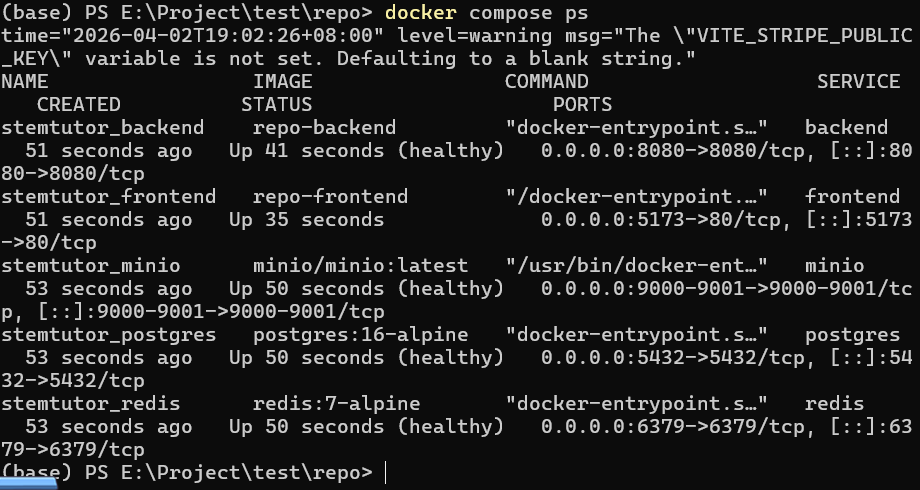 (base) PS E:\Project\test\repo> docker compose ps
time="2026-04-02T19:02:26+08:00" level=warning msg="The \"VITE_STRIPE_PUBLIC
_KEY\" variable is not set. Defaulting to a blank string."
NAME                 IMAGE                COMMAND                  SERVICE
   CREATED          STATUS                    PORTS
stemtutor_backend    repo-backend         "docker-entrypoint.s…"   backend
   51 seconds ago   Up 41 seconds (healthy)   0.0.0.0:8080->8080/tcp, [::]:80
80->8080/tcp
stemtutor_frontend   repo-frontend        "/docker-entrypoint.…"   frontend
   51 seconds ago   Up 35 seconds             0.0.0.0:5173->80/tcp, [::]:5173
->80/tcp
stemtutor_minio      minio/minio:latest   "/usr/bin/docker-ent…"   minio
   53 seconds ago   Up 50 seconds (healthy)   0.0.0.0:9000-9001->9000-9001/tc
p, [::]:9000-9001->9000-9001/tcp
stemtutor_postgres   postgres:16-alpine   "docker-entrypoint.s…"   postgres
   53 seconds ago   Up 50 seconds (healthy)   0.0.0.0:5432->5432/tcp, [::]:54
32->5432/tcp
stemtutor_redis      redis:7-alpine       "docker-entrypoint.s…"   redis
   53 seconds ago   Up 50 seconds (healthy)   0.0.0.0:6379->6379/tcp, [::]:63
79->6379/tcp
(base) PS E:\Project\test\repo>